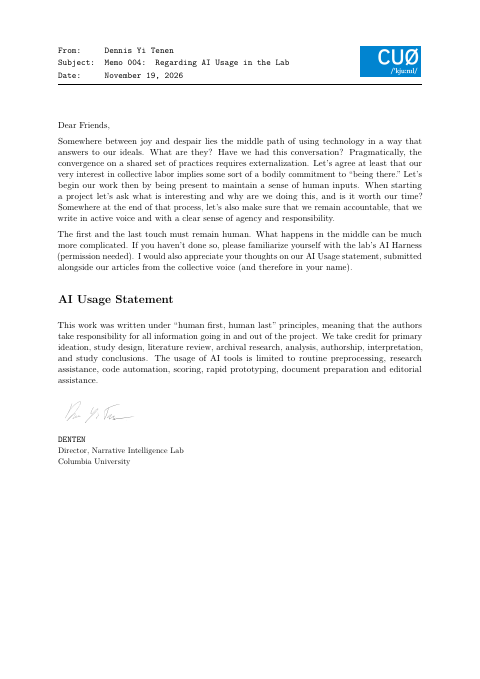 From: Dennis Yi Tenen
Subject: Memo 004: Regarding AI Usage in the Lab
Date: November 19, 2026
CUØ
/'kju:nɪ/
Dear Friends,
Somewhere between joy and despair lies the middle path of using technology in a way that
answers to our ideals. What are they? Have we had this conversation? Pragmatically, the
convergence on a shared set of practices requires externalization. Let's agree at least that our
very interest in collective labor implies some sort of a bodily commitment to “being there.” Let's
begin our work then by being present to maintain a sense of human inputs. When starting
a project let's ask what is interesting and why are we doing this, and is it worth our time?
Somewhere at the end of that process, let's also make sure that we remain accountable, that we
write in active voice and with a clear sense of agency and responsibility.
The first and the last touch must remain human. What happens in the middle can be much
more complicated. If you haven't done so, please familiarize yourself with the lab's AI Harness
(permission needed). I would also appreciate your thoughts on our AI Usage statement, submitted
alongside our articles from the collective voice (and therefore in your name).
AI Usage Statement
This work was written under “human first, human last” principles, meaning that the authors
take responsibility for all information going in and out of the project. We take credit for primary
ideation, study design, literature review, archival research, analysis, authorship, interpretation,
and study conclusions. The usage of AI tools is limited to routine preprocessing, research
assistance, code automation, scoring, rapid prototyping, document preparation and editorial
assistance.
DENTEN
Director, Narrative Intelligence Lab
Columbia University